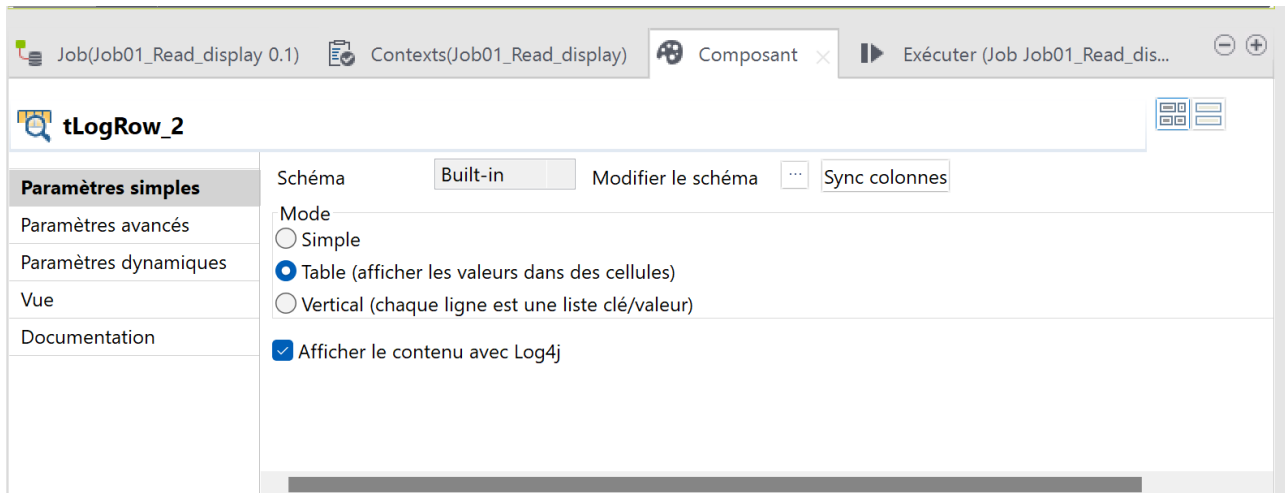 Job(Job01_Read_display 0.1) Contexts(Job01_Read_display) Composant Exécuter (Job Job01_Read_dis...
tLogRow_2
Paramètres simples
Paramètres avancés
Paramètres dynamiques
Vue
Documentation
Schéma Built-in Modifier le schéma ... Sync colonnes
Mode
Simple
Table (afficher les valeurs dans des cellules)
Vertical (chaque ligne est une liste clé/valeur)
Afficher le contenu avec Log4j